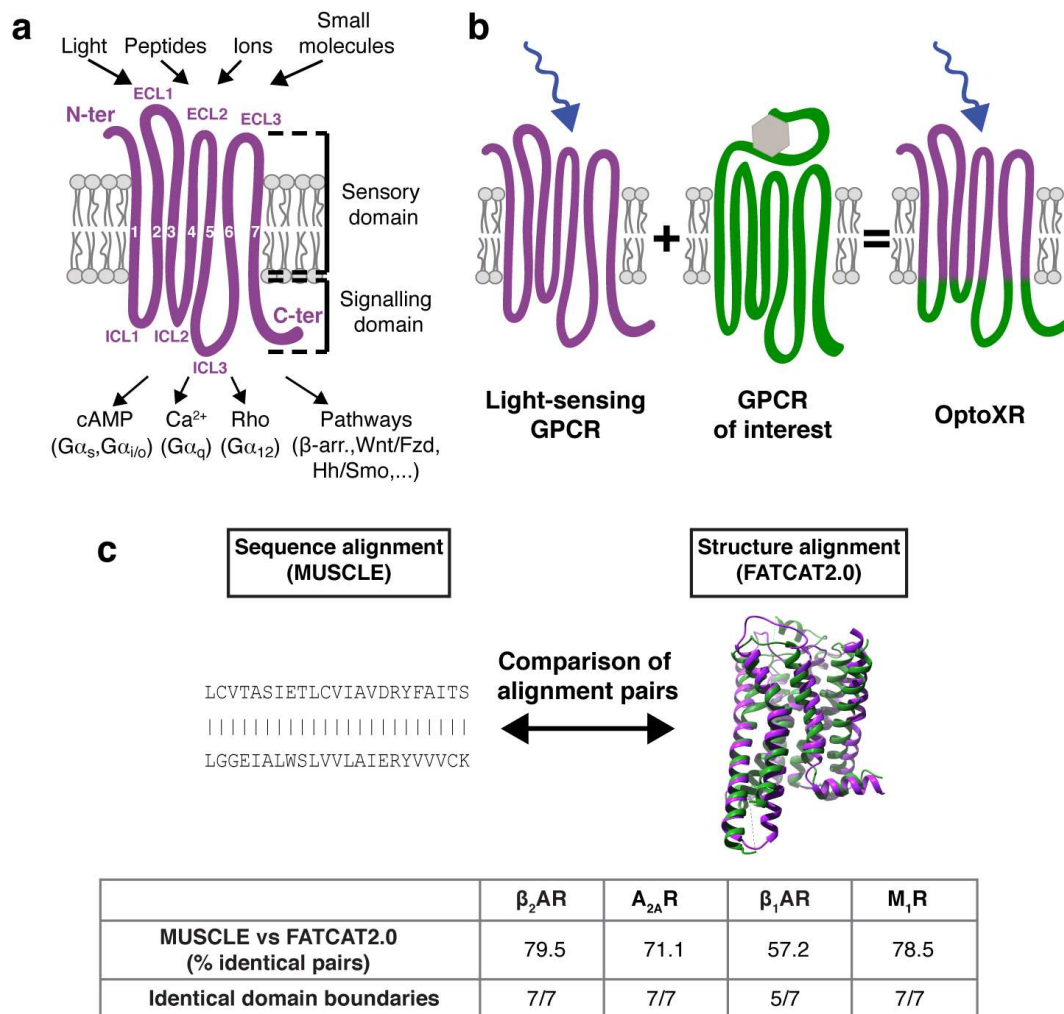 a
Light Peptides Ions Small
molecules
N-ter
ECL1
ECL2
ECL3
1 2 3 4 5 6 7
Sensory
domain
Signalling
domain
C-ter
ICL1
ICL2
ICL3
cAMP
(Gαs,Gαi/o)
Ca²⁺
(Gαq)
Rho
(Gα12)
Pathways
(β-arr.,Wnt/Fzd,
Hh/Smo,...)
b
+
=
Light-sensing
GPCR
GPCR
of interest
OptoXR
c
Sequence alignment
(MUSCLE)
Structure alignment
(FATCAT2.0)
LCVTASIETLCVIAVDRYFAITS
| | | | | | | | | | | | | | | | | | | | | | |
LGGEIALWSLVVLAIERYVVVCK
Comparison of
alignment pairs
β₂AR A₂ₐR β₁AR M₁R
MUSCLE vs FATCAT2.0
(% identical pairs)
79.5 71.1 57.2 78.5
Identical domain boundaries 7/7 7/7 5/7 7/7